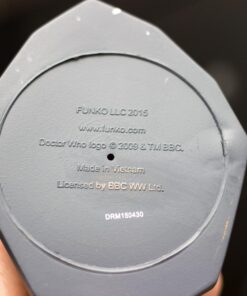 FUNKO LLC 2015
www.funko.com
Doctor Who logo © 2009 & TM BBC.
Made in Vietnam
Licensed by BBC WW Ltd.
DRM150430